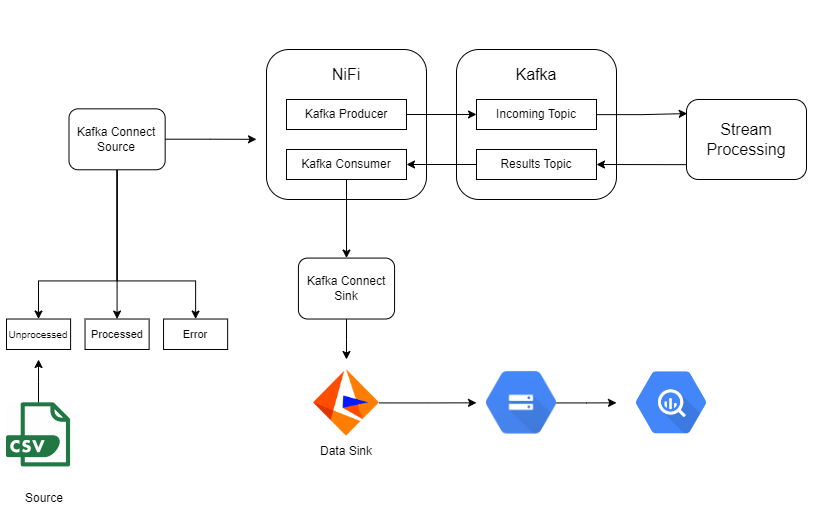 NiFi
Kafka
Kafka Producer
Incoming Topic
Kafka Connect
Source
Stream
Processing
Kafka Consumer
Results Topic
Kafka Connect
Sink
Unprocessed
Processed
Error
CSV
Data Sink
Source